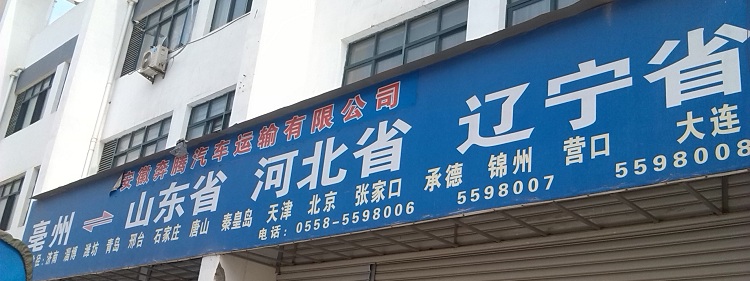 安徽奔腾汽车运输有限公司
亳州⇌山东省 河北省 辽宁省
途径:济南 淄博 潍坊 青岛 邢台 石家庄 唐山 秦皇岛 天津 北京 张家口 承德 锦州 营口 大连
电话:0558-5598006 5598007 5598008